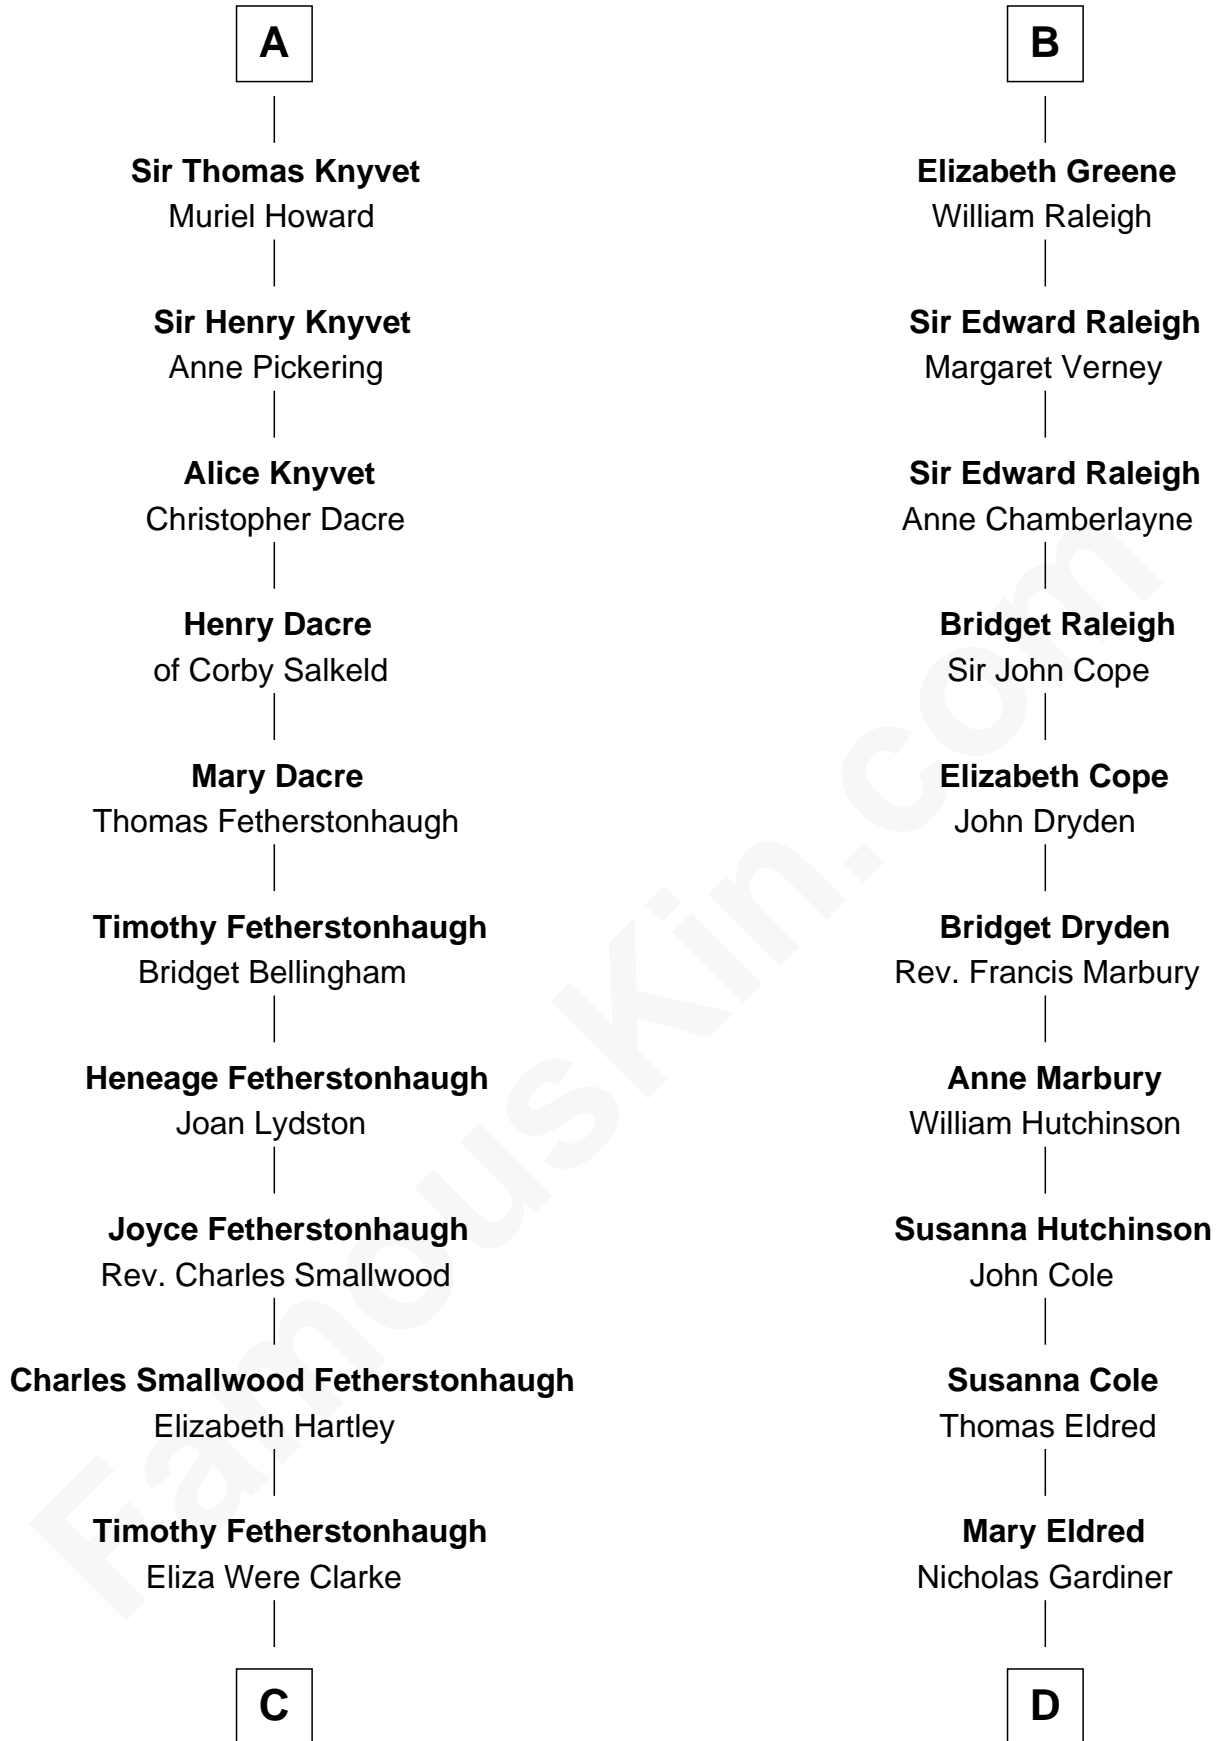 A
Sir Thomas Knyvet
Muriel Howard
Sir Henry Knyvet
Anne Pickering
Alice Knyvet
Christopher Dacre
Henry Dacre
of Corby Salkeld
Mary Dacre
Thomas Fetherstonhaugh
Timothy Fetherstonhaugh
Bridget Bellingham
Heneage Fetherstonhaugh
Joan Lydston
Joyce Fetherstonhaugh
Rev. Charles Smallwood
Charles Smallwood Fetherstonhaugh
Elizabeth Hartley
Timothy Fetherstonhaugh
Eliza Were Clarke
C
B
Elizabeth Greene
William Raleigh
Sir Edward Raleigh
Margaret Verney
Sir Edward Raleigh
Anne Chamberlayne
Bridget Raleigh
Sir John Cope
Elizabeth Cope
John Dryden
Bridget Dryden
Rev. Francis Marbury
Anne Marbury
William Hutchinson
Susanna Hutchinson
John Cole
Susanna Cole
Thomas Eldred
Mary Eldred
Nicholas Gardiner
D
FamousKin.com